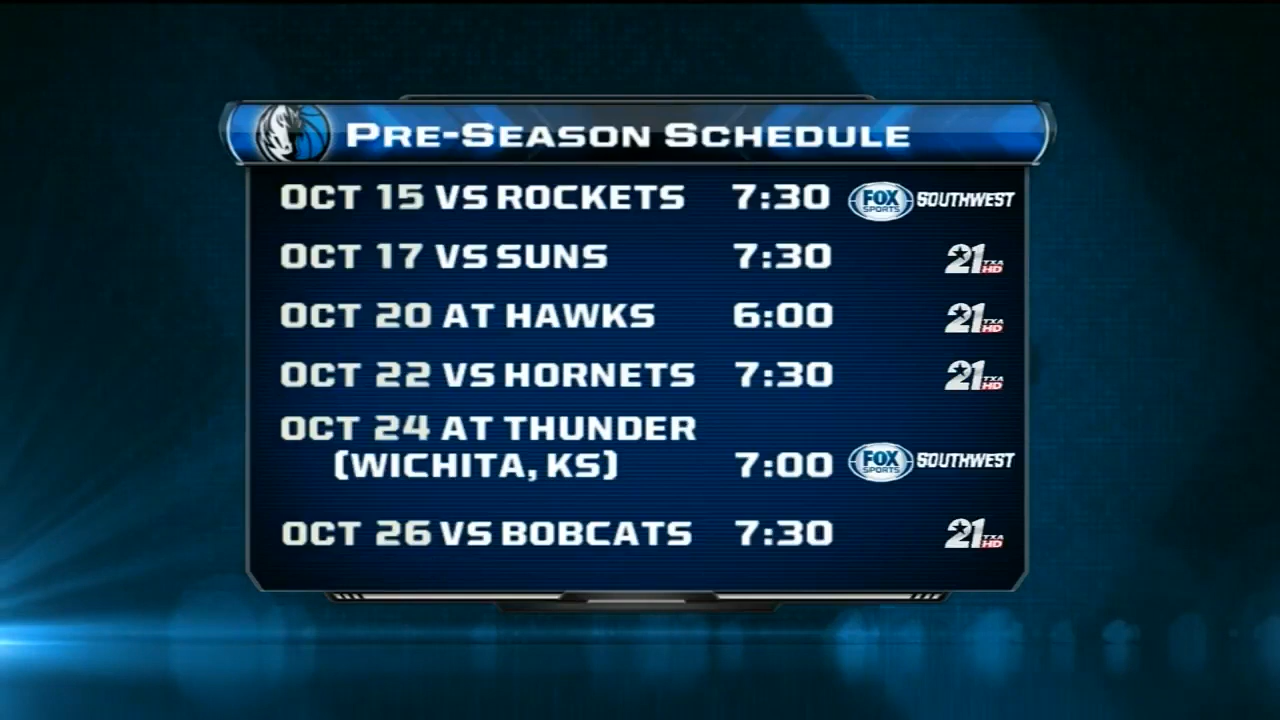 PRE-SEASON SCHEDULE
OCT 15 VS ROCKETS 7:30 FOX SPORTS SOUTHWEST
OCT 17 VS SUNS 7:30 21 TXA HD
OCT 20 AT HAWKS 6:00 21 TXA HD
OCT 22 VS HORNETS 7:30 21 TXA HD
OCT 24 AT THUNDER
(WICHITA, KS) 7:00 FOX SPORTS SOUTHWEST
OCT 26 VS BOBCATS 7:30 21 TXA HD